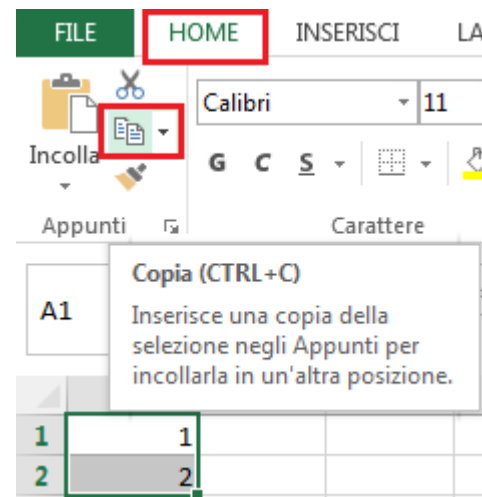 FILE HOME INSERISCI LA
Calibri 11
Incolla G C S
Appunti Carattere
Copia (CTRL+C)
A1 Inserisce una copia della
selezione negli Appunti per
incollarla in un'altra posizione.
1 1
2 2